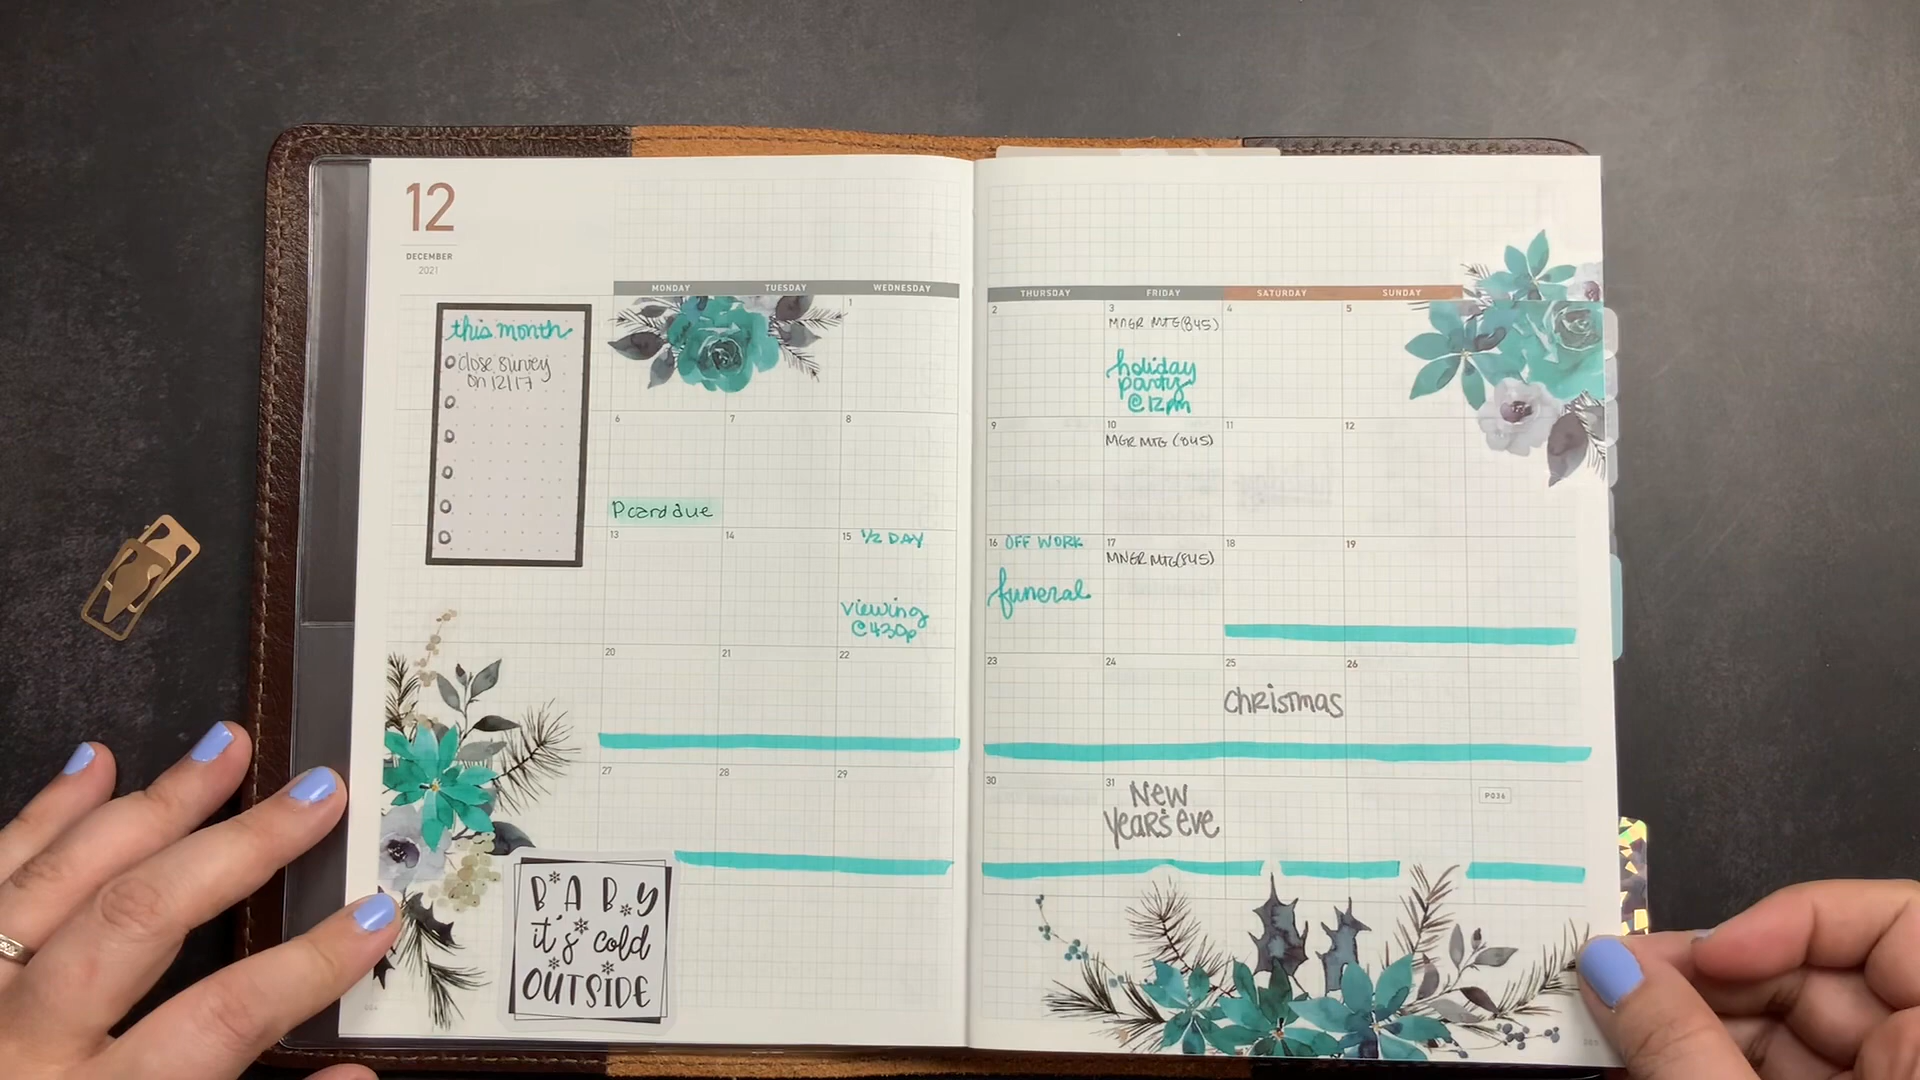 12
DECEMBER
2021
MONDAY TUESDAY WEDNESDAY THURSDAY FRIDAY SATURDAY SUNDAY
this month
close survey
on 12/17
1 2 3 4 5
MNGR MTG (845)
holiday
party
@ 12pm
6 7 8 9 10 11 12
MGR MTG (845)
Pcard due
13 14 15 1/2 DAY 16 OFF WORK 17 18 19
MNGR MTG (845)
viewing
@ 430p
funeral
20 21 22 23 24 25 26
Christmas
27 28 29 30 31
New
Year's eve
P036
BABY
it's cold
OUTSIDE